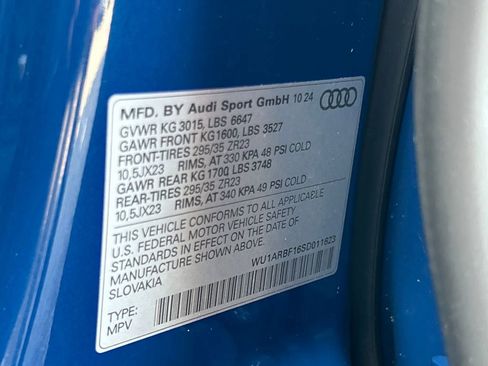 MFD. BY Audi Sport GmbH 10 24
GVWR KG 3015, LBS 6647
GAWR FRONT KG1600, LBS 3527
FRONT-TIRES 295/35 ZR23
10,5JX23 RIMS, AT 330 KPA 48 PSI COLD
GAWR REAR KG1700 LBS 3748
REAR-TIRES 295/35 ZR23
10,5JX23 RIMS, AT 340 KPA 49 PSI COLD
THIS VEHICLE CONFORMS TO ALL APPLICABLE
U.S. FEDERAL MOTOR VEHICLE SAFETY
STANDARDS IN EFFECT ON THE DATE OF
MANUFACTURE SHOWN ABOVE.
SLOVAKIA
WU1ARBF16SD011623
TYPE:
MPV